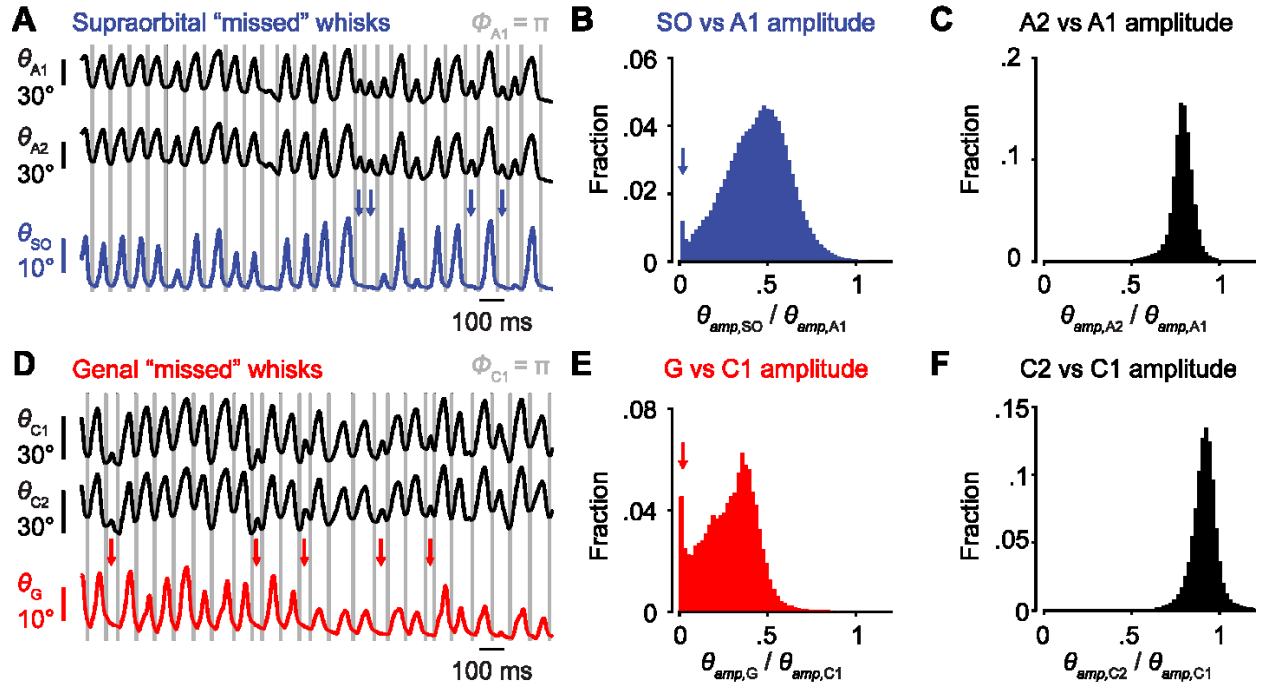 A Supraorbital “missed” whisks ΦA1 = π
θA1
30°
θA2
30°
θSO
10°
100 ms
B SO vs A1 amplitude
.06
.04
.02
0
Fraction
0 .5 1
θamp,SO / θamp,A1
C A2 vs A1 amplitude
.2
.1
0
Fraction
0 .5 1
θamp,A2 / θamp,A1
D Genal “missed” whisks ΦC1 = π
θC1
30°
θC2
30°
θG
10°
100 ms
E G vs C1 amplitude
.08
.04
0
Fraction
0 .5 1
θamp,G / θamp,C1
F C2 vs C1 amplitude
.15
.1
.05
0
Fraction
0 .5 1
θamp,C2 / θamp,C1